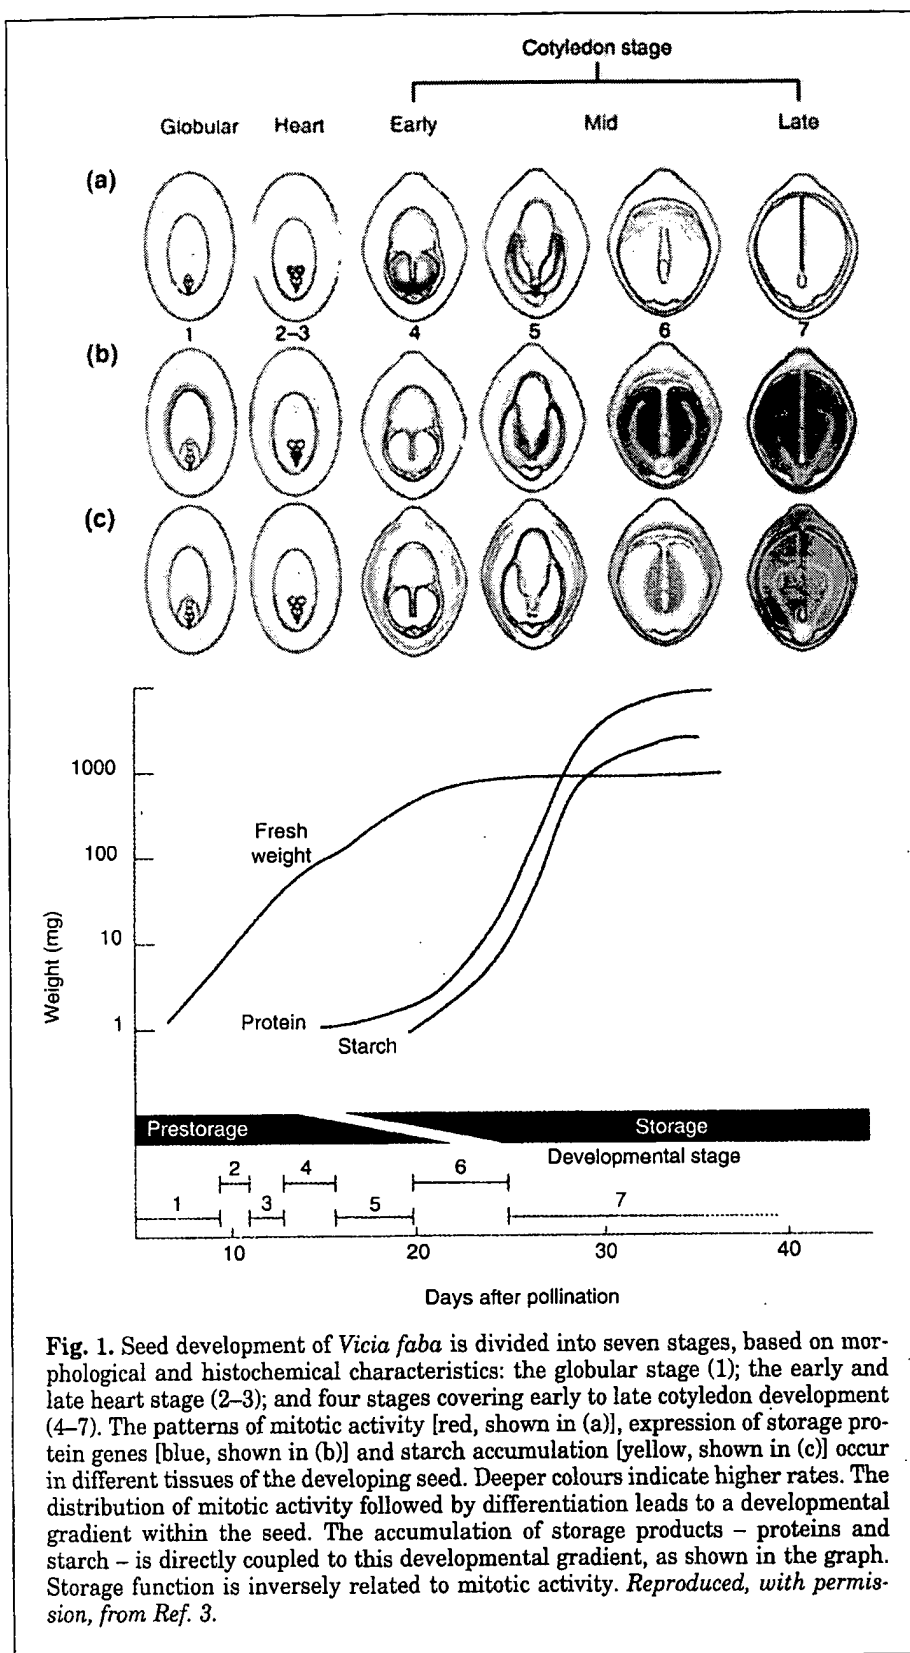 Cotyledon stage
Globular Heart Early Mid Late
(a)
1 2–3 4 5 6 7
(b)
(c)
1000
100
10
1
Weight (mg)
Fresh
weight
Protein
Starch
Prestorage Storage
Developmental stage
2 4 6
1 3 5 7
10 20 30 40
Days after pollination
Fig. 1. Seed development of Vicia faba is divided into seven stages, based on mor-
phological and histochemical characteristics: the globular stage (1); the early and
late heart stage (2–3); and four stages covering early to late cotyledon development
(4–7). The patterns of mitotic activity [red, shown in (a)], expression of storage pro-
tein genes [blue, shown in (b)] and starch accumulation [yellow, shown in (c)] occur
in different tissues of the developing seed. Deeper colours indicate higher rates. The
distribution of mitotic activity followed by differentiation leads to a developmental
gradient within the seed. The accumulation of storage products – proteins and
starch – is directly coupled to this developmental gradient, as shown in the graph.
Storage function is inversely related to mitotic activity. Reproduced, with permis-
sion, from Ref. 3.